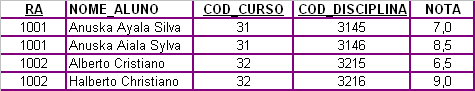 RA NOME_ALUNO COD_CURSO COD_DISCIPLINA NOTA
1001 Anuska Ayala Silva 31 3145 7,0
1001 Anuska Aiala Sylva 31 3146 8,5
1002 Alberto Cristiano 32 3215 6,5
1002 Halberto Christiano 32 3216 9,0